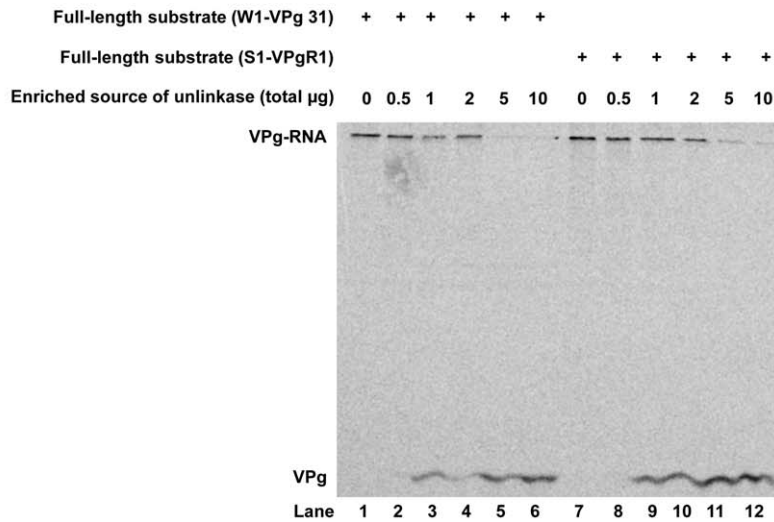 Full-length substrate (W1-VPg 31) + + + + + +
Full-length substrate (S1-VPgR1) + + + + + +
Enriched source of unlinkase (total µg) 0 0.5 1 2 5 10 0 0.5 1 2 5 10
VPg-RNA
VPg
Lane 1 2 3 4 5 6 7 8 9 10 11 12